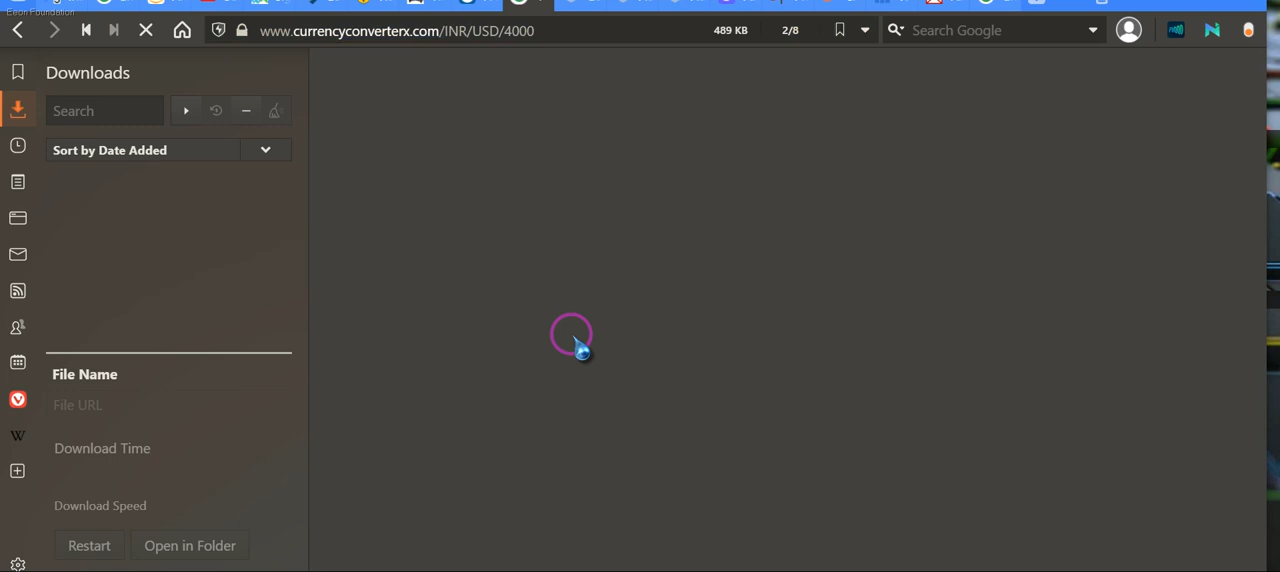 Eeon Foundation
www.currencyconverterx.com/INR/USD/4000 489 KB 2/8 Search Google
Downloads
Search
Sort by Date Added
File Name
File URL
W
Download Time
Download Speed
Restart Open in Folder